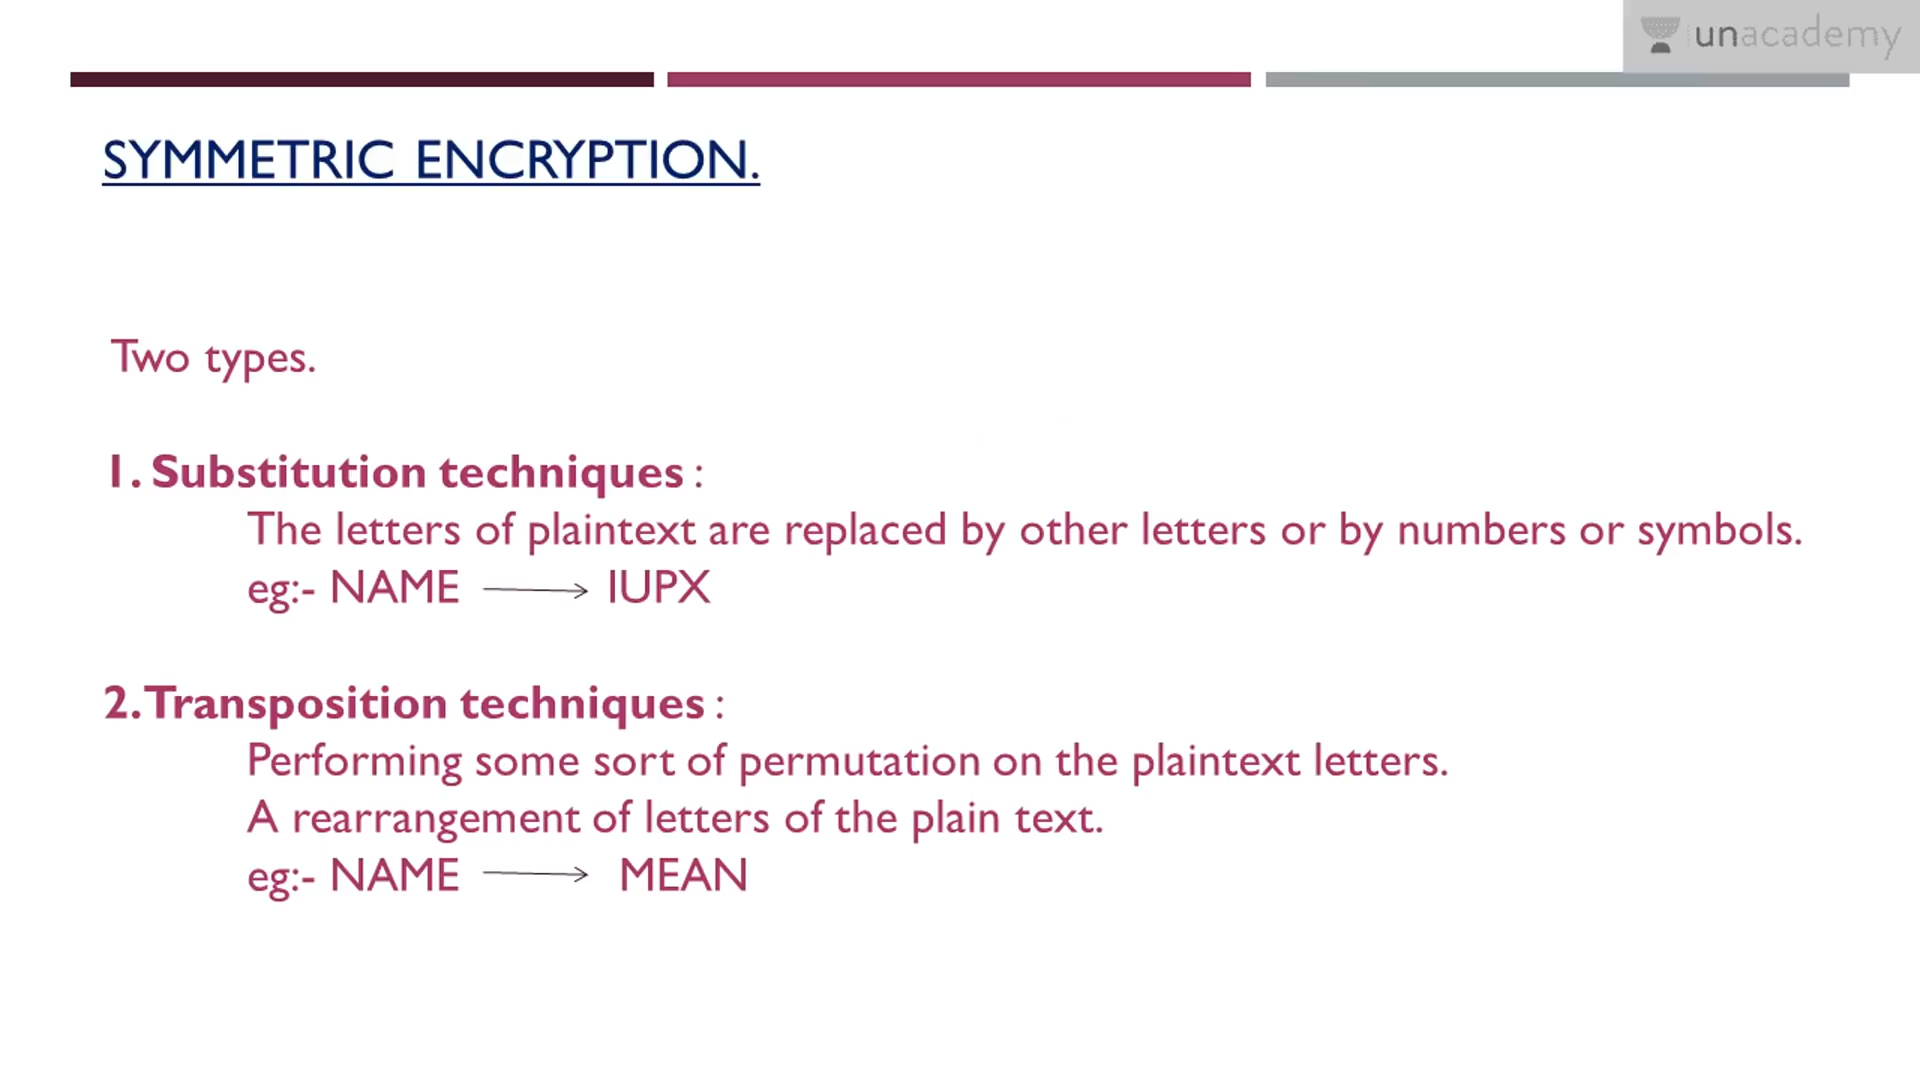 unacademy
SYMMETRIC ENCRYPTION.
Two types.
1. Substitution techniques :
The letters of plaintext are replaced by other letters or by numbers or symbols.
eg:- NAME ⟶ IUPX
2. Transposition techniques :
Performing some sort of permutation on the plaintext letters.
A rearrangement of letters of the plain text.
eg:- NAME ⟶ MEAN